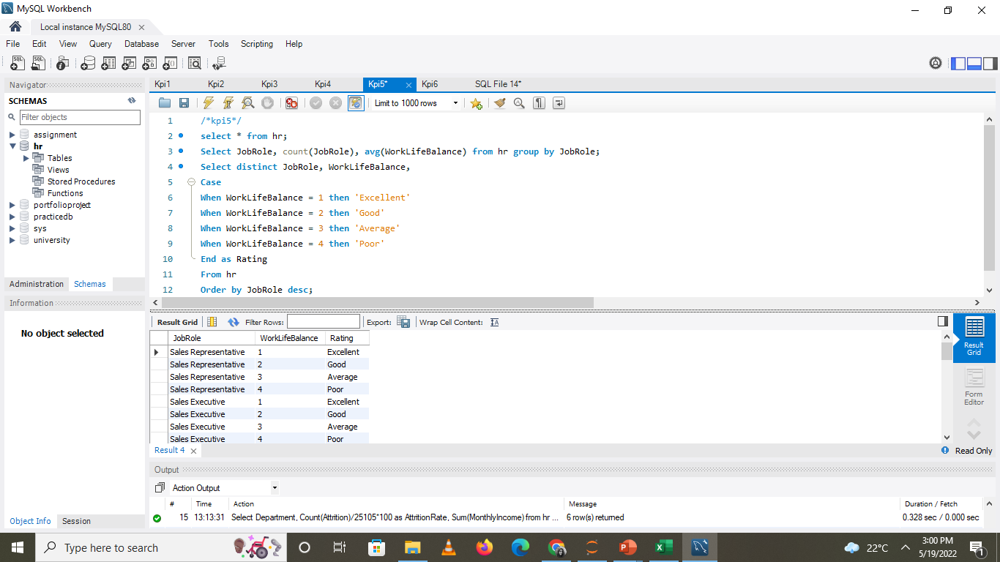 MySQL Workbench
Local instance MySQL80
File Edit View Query Database Server Tools Scripting Help
Navigator
SCHEMAS
Filter objects
assignment
hr
Tables
Views
Stored Procedures
Functions
portfolioproject
practicedb
sys
university
Administration Schemas
Information
No object selected
Object Info Session
Kpi1 Kpi2 Kpi3 Kpi4 Kpi5* Kpi6 SQL File 14*
Limit to 1000 rows
1 /*kpi5*/
2 select * from hr;
3 Select JobRole, count(JobRole), avg(WorkLifeBalance) from hr group by JobRole;
4 Select distinct JobRole, WorkLifeBalance,
5 Case
6 When WorkLifeBalance = 1 then 'Excellent'
7 When WorkLifeBalance = 2 then 'Good'
8 When WorkLifeBalance = 3 then 'Average'
9 When WorkLifeBalance = 4 then 'Poor'
10 End as Rating
11 From hr
12 Order by JobRole desc;
Result Grid Filter Rows: Export: Wrap Cell Content:
JobRole WorkLifeBalance Rating
Sales Representative 1 Excellent
Sales Representative 2 Good
Sales Representative 3 Average
Sales Representative 4 Poor
Sales Executive 1 Excellent
Sales Executive 2 Good
Sales Executive 3 Average
Sales Executive 4 Poor
Result Grid
Form Editor
Result 4
Read Only
Output
Action Output
# Time Action Message Duration / Fetch
15 13:13:31 Select Department, Count(Attrition)/25105*100 as AttritionRate, Sum(MonthlyIncome) from hr ... 6 row(s) returned 0.328 sec / 0.000 sec
Type here to search
22°C
3:00 PM
5/19/2022
1